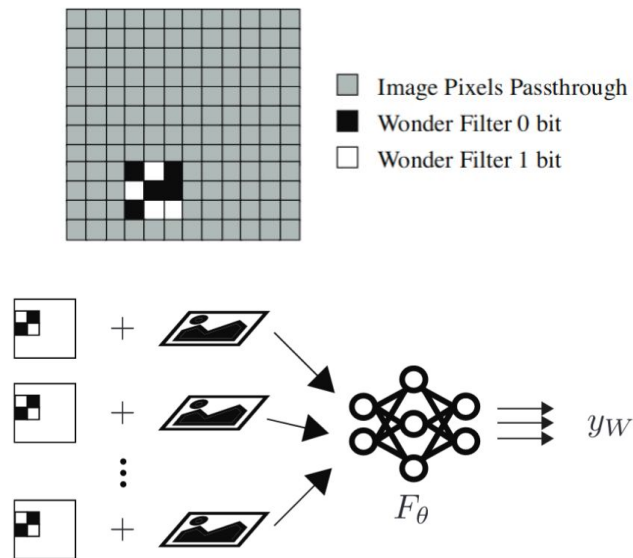 Image Pixels Passthrough
Wonder Filter 0 bit
Wonder Filter 1 bit
+
+
+
y_W
F_θ